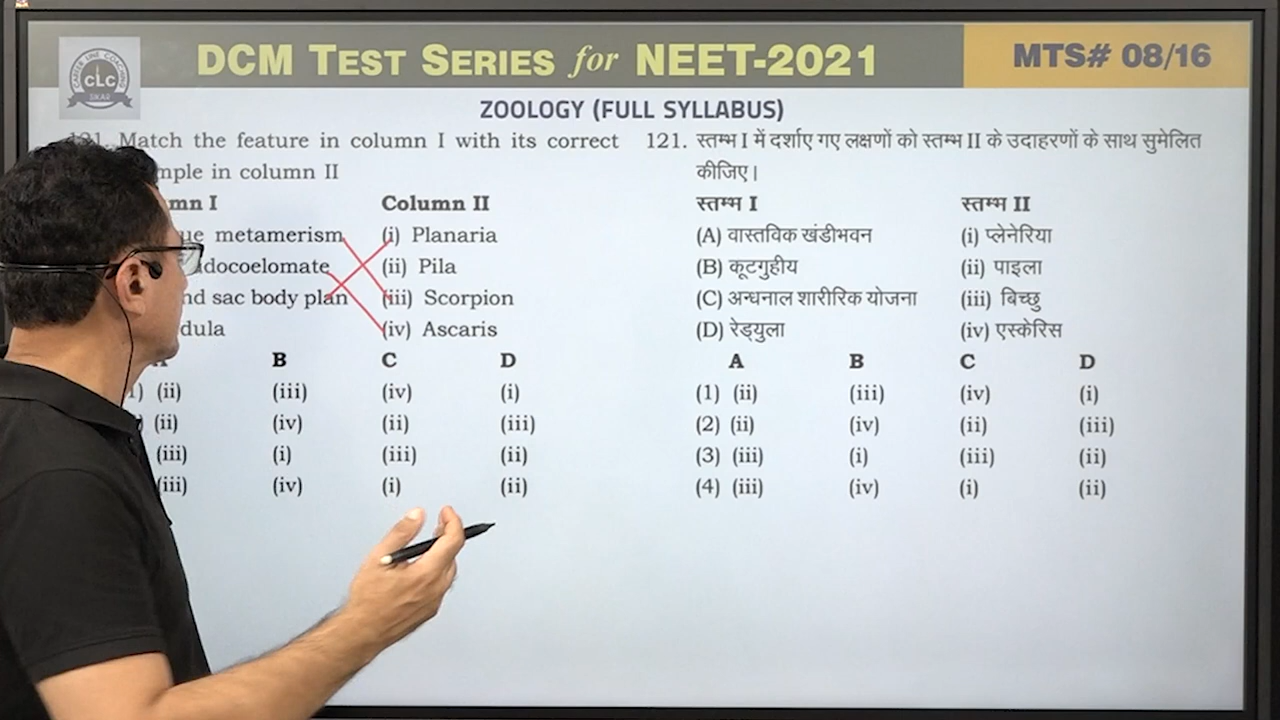 DCM TEST SERIES for NEET-2021
MTS# 08/16
CLC
SIKAR
ZOOLOGY (FULL SYLLABUS)
121. Match the feature in column I with its correct
mple in column II
mn I Column II
ue metamerism (i) Planaria
docoelomate (ii) Pila
nd sac body plan (iii) Scorpion
dula (iv) Ascaris
B C D
(ii) (iii) (iv) (i)
(ii) (iv) (ii) (iii)
(iii) (i) (iii) (ii)
(iii) (iv) (i) (ii)
121. स्तम्भ I में दर्शाए गए लक्षणों को स्तम्भ II के उदाहरणों के साथ सुमेलित
कीजिए।
स्तम्भ I स्तम्भ II
(A) वास्तविक खंडीभवन (i) प्लेनेरिया
(B) कूटगुहीय (ii) पाइला
(C) अन्धनाल शारीरिक योजना (iii) बिच्छु
(D) रेड्युला (iv) एस्केरिस
A B C D
(1) (ii) (iii) (iv) (i)
(2) (ii) (iv) (ii) (iii)
(3) (iii) (i) (iii) (ii)
(4) (iii) (iv) (i) (ii)